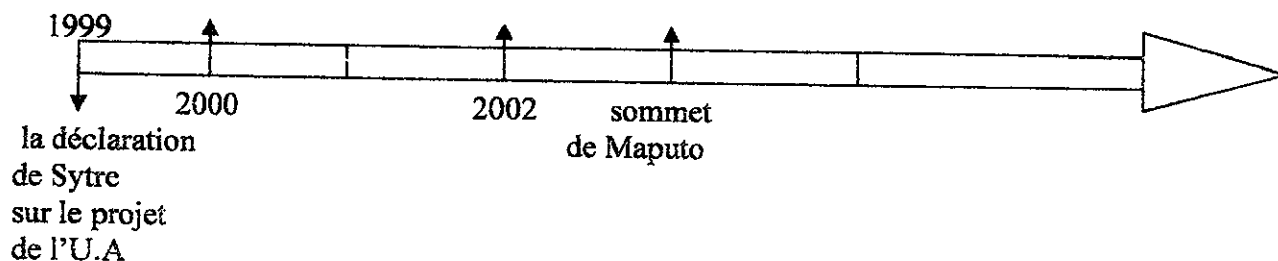 1999
2000
2002
sommet
de Maputo
la déclaration
de Sytre
sur le projet
de l'U.A